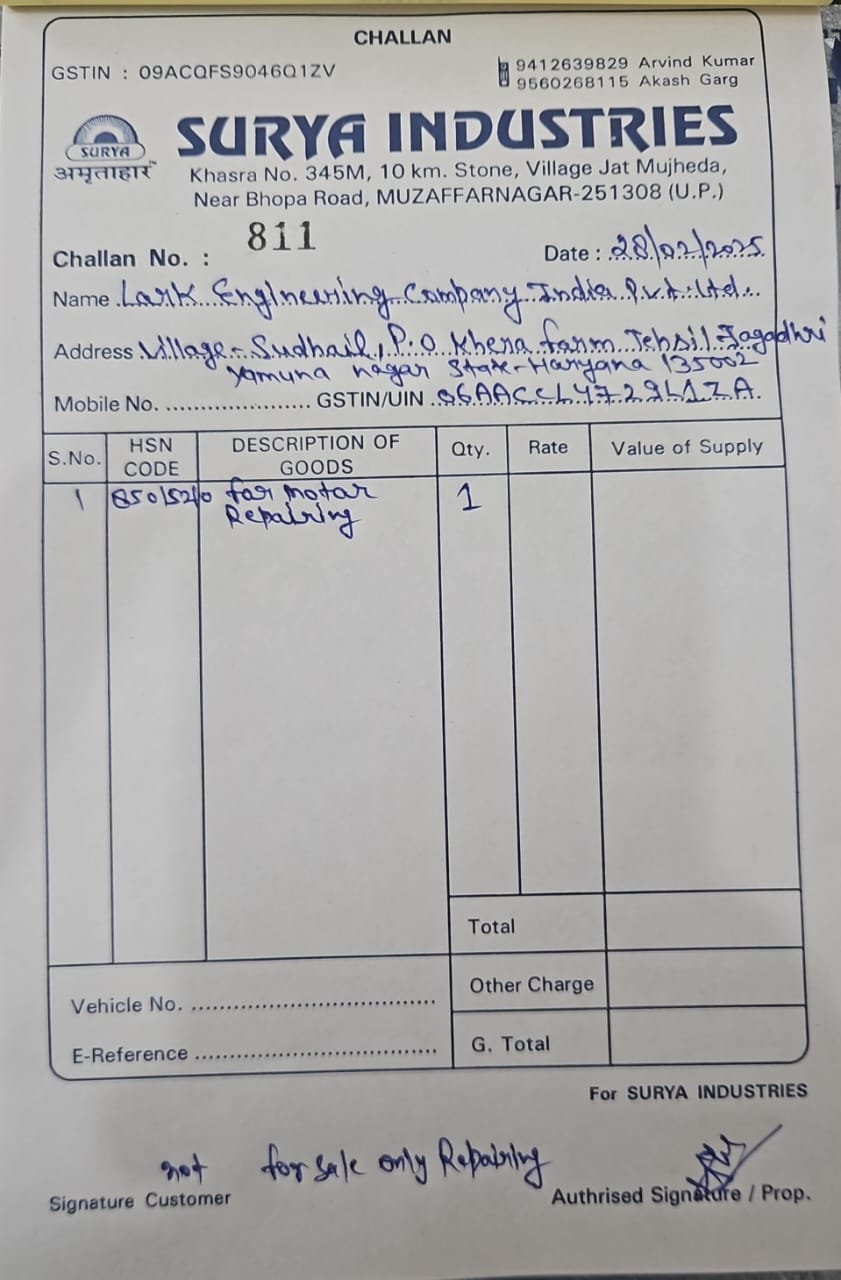 CHALLAN
GSTIN : 09ACQFS9046Q1ZV
9412639829 Arvind Kumar
9560268115 Akash Garg
SURYA
अमृताहार™
SURYA INDUSTRIES
Khasra No. 345M, 10 km. Stone, Village Jat Mujheda,
Near Bhopa Road, MUZAFFARNAGAR-251308 (U.P.)
Challan No. : 811
Date : 28/02/2025
Name Lark Engineering Company India Pvt Ltd.
Address Village - Sudhail, P.O Khera farm Tehsil Jagadhri
Yamuna nagar State-Haryana 135002
Mobile No. .................... GSTIN/UIN 06AACCL4729L1ZA.
S.No. HSN CODE DESCRIPTION OF GOODS Qty. Rate Value of Supply
1 85015210 for motar 1
Repairing
Total
Other Charge
G. Total
Vehicle No. ....................................
E-Reference ....................................
For SURYA INDUSTRIES
not for sale only Repairing
Signature Customer
Authrised Signature / Prop.